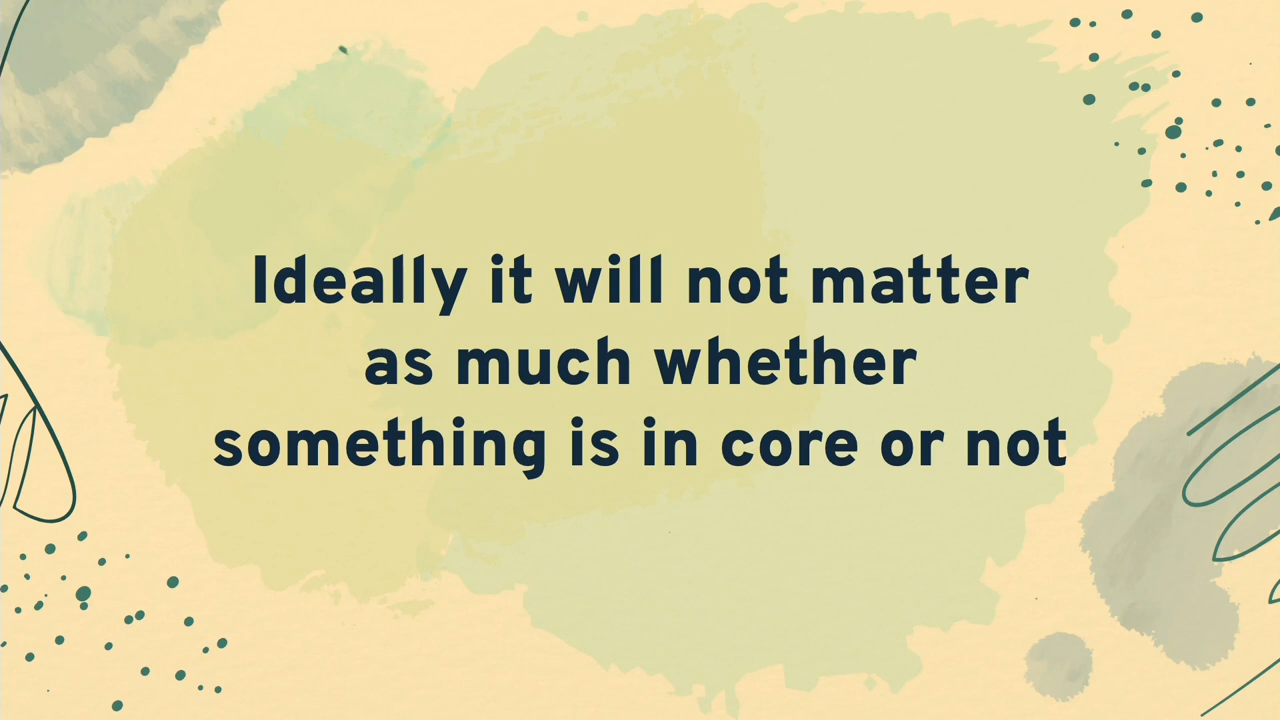 Ideally it will not matter
as much whether
something is in core or not